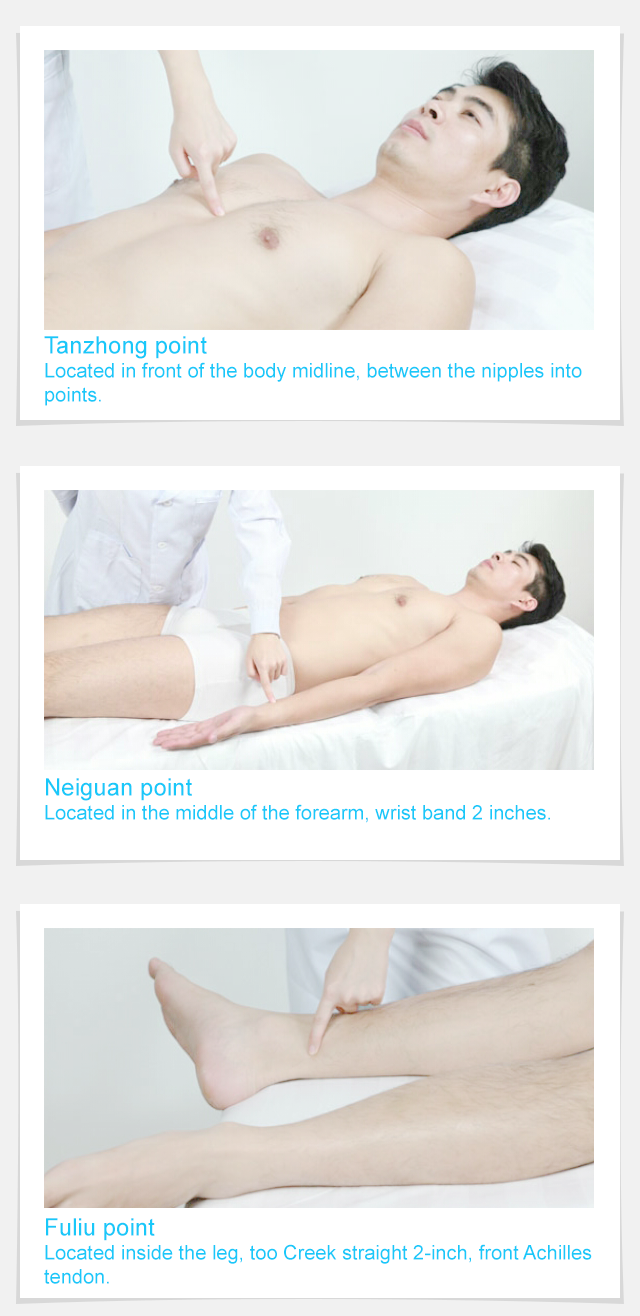 Tanzhong point
Located in front of the body midline, between the nipples into
points.
Neiguan point
Located in the middle of the forearm, wrist band 2 inches.
Fuliu point
Located inside the leg, too Creek straight 2-inch, front Achilles
tendon.